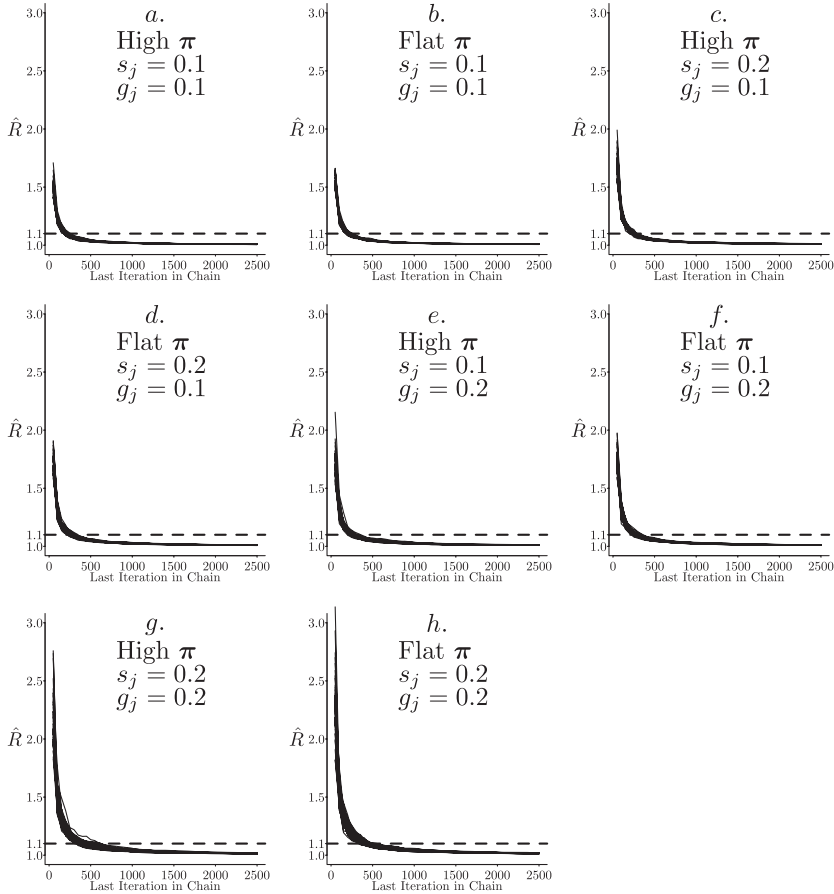 a.
High π
s_j = 0.1
g_j = 0.1
3.0
2.5
R̂ 2.0
1.5
1.1
1.0
0 500 1000 1500 2000 2500
Last Iteration in Chain
b.
Flat π
s_j = 0.1
g_j = 0.1
3.0
2.5
R̂ 2.0
1.5
1.1
1.0
0 500 1000 1500 2000 2500
Last Iteration in Chain
c.
High π
s_j = 0.2
g_j = 0.1
3.0
2.5
R̂ 2.0
1.5
1.1
1.0
0 500 1000 1500 2000 2500
Last Iteration in Chain
d.
Flat π
s_j = 0.2
g_j = 0.1
3.0
2.5
R̂ 2.0
1.5
1.1
1.0
0 500 1000 1500 2000 2500
Last Iteration in Chain
e.
High π
s_j = 0.1
g_j = 0.2
3.0
2.5
R̂ 2.0
1.5
1.1
1.0
0 500 1000 1500 2000 2500
Last Iteration in Chain
f.
Flat π
s_j = 0.1
g_j = 0.2
3.0
2.5
R̂ 2.0
1.5
1.1
1.0
0 500 1000 1500 2000 2500
Last Iteration in Chain
g.
High π
s_j = 0.2
g_j = 0.2
3.0
2.5
R̂ 2.0
1.5
1.1
1.0
0 500 1000 1500 2000 2500
Last Iteration in Chain
h.
Flat π
s_j = 0.2
g_j = 0.2
3.0
2.5
R̂ 2.0
1.5
1.1
1.0
0 500 1000 1500 2000 2500
Last Iteration in Chain